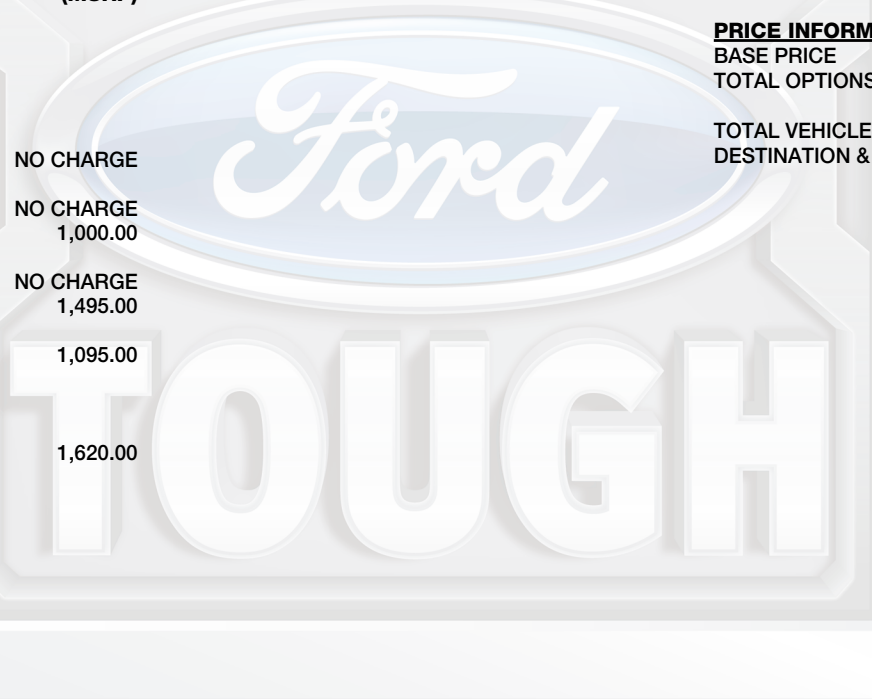 (MSRP)
NO CHARGE
NO CHARGE
1,000.00
NO CHARGE
1,495.00
1,095.00
1,620.00
PRICE INFORM
BASE PRICE
TOTAL OPTIONS
TOTAL VEHICLE
DESTINATION &
Ford
TOUGH